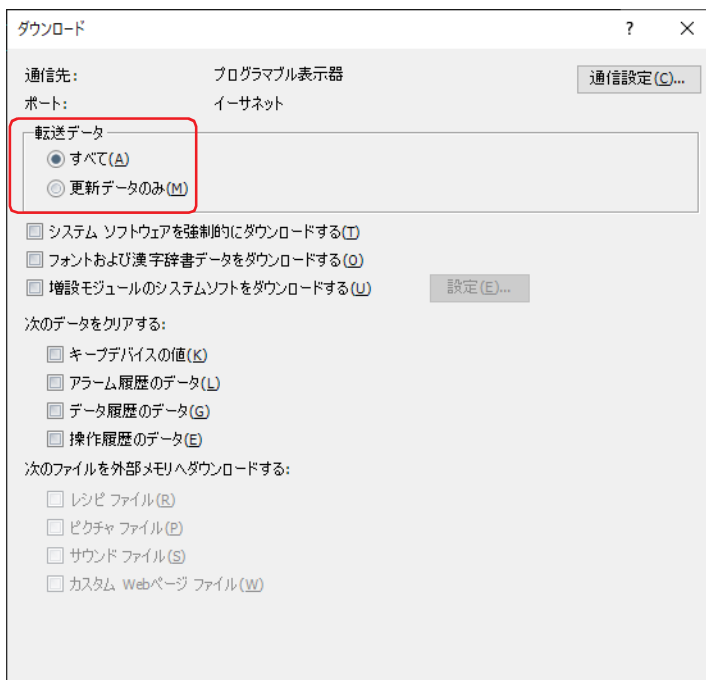 ダウンロード
通信先: プログラマブル表示器 通信設定(C)...
ポート: イーサネット
転送データ
すべて(A)
更新データのみ(M)
システム ソフトウェアを強制的にダウンロードする(T)
フォントおよび漢字辞書データをダウンロードする(O)
増設モジュールのシステムソフトをダウンロードする(U) 設定(E)...
次のデータをクリアする:
キープデバイスの値(K)
アラーム履歴のデータ(L)
データ履歴のデータ(G)
操作履歴のデータ(E)
次のファイルを外部メモリへダウンロードする:
レシピ ファイル(R)
ピクチャ ファイル(P)
サウンド ファイル(S)
カスタム Webページ ファイル(W)